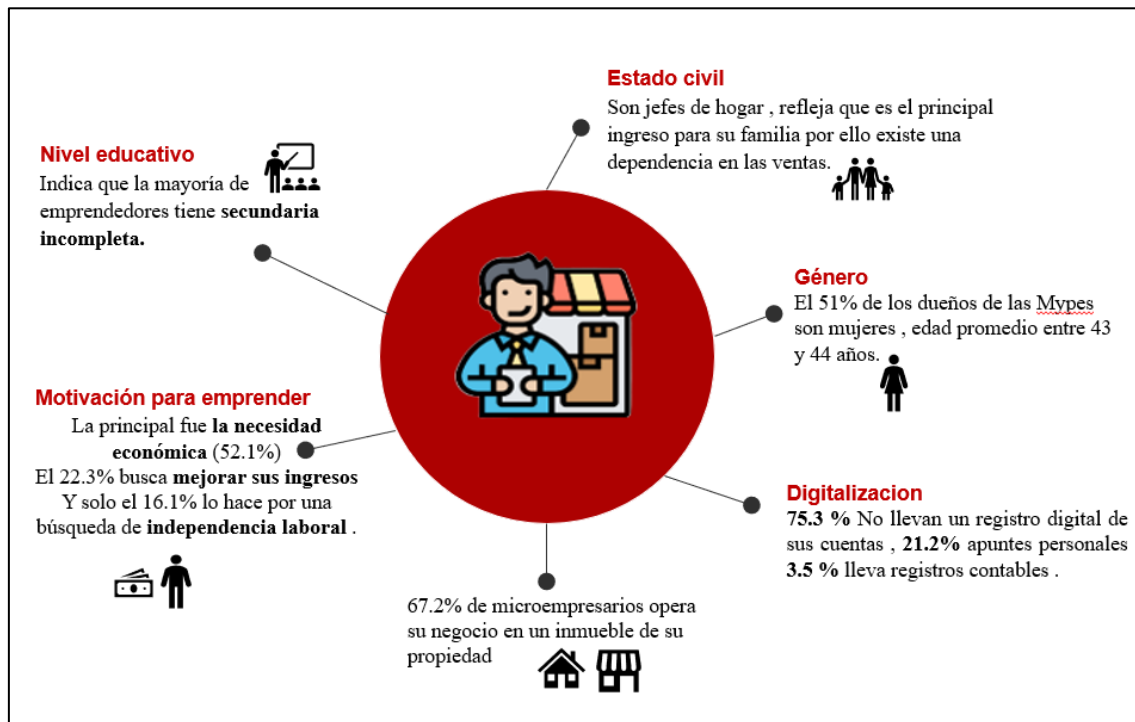 Estado civil
Son jefes de hogar , refleja que es el principal
ingreso para su familia por ello existe una
dependencia en las ventas.
Nivel educativo
Indica que la mayoría de
emprendedores tiene secundaria
incompleta.
Género
El 51% de los dueños de las Mypes
son mujeres , edad promedio entre 43
y 44 años.
Motivación para emprender
La principal fue la necesidad
económica (52.1%)
El 22.3% busca mejorar sus ingresos
Y solo el 16.1% lo hace por una
búsqueda de independencia laboral .
Digitalizacion
75.3 % No llevan un registro digital de
sus cuentas , 21.2% apuntes personales
3.5 % lleva registros contables .
67.2% de microempresarios opera
su negocio en un inmueble de su
propiedad